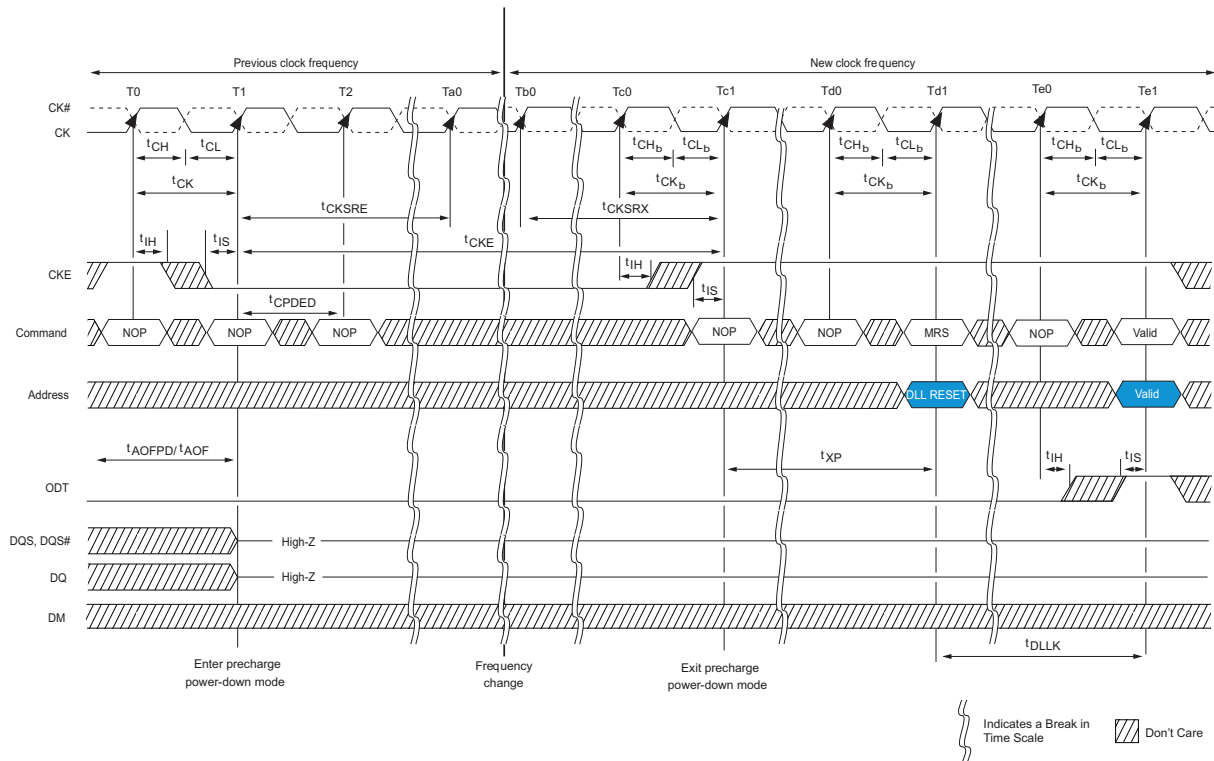 Previous clock frequency
New clock frequency
T0 T1 T2 Ta0 Tb0 Tc0 Tc1 Td0 Td1 Te0 Te1
CK#
CK
tCH tCL tCHb tCLb tCHb tCLb tCHb tCLb
tCK tCKb tCKb tCKb
tCKSRE tCKSRX
tIH tIS tCKE tIH
CKE
tIS
tCPDED
Command NOP NOP NOP NOP NOP MRS NOP Valid
Address DLL RESET Valid
tAOFPD/tAOF tXP tIH tIS
ODT
DQS, DQS# High-Z
DQ High-Z
DM
tDLLK
Enter precharge
power-down mode
Frequency
change
Exit precharge
power-down mode
Indicates a Break in
Time Scale
Don't Care